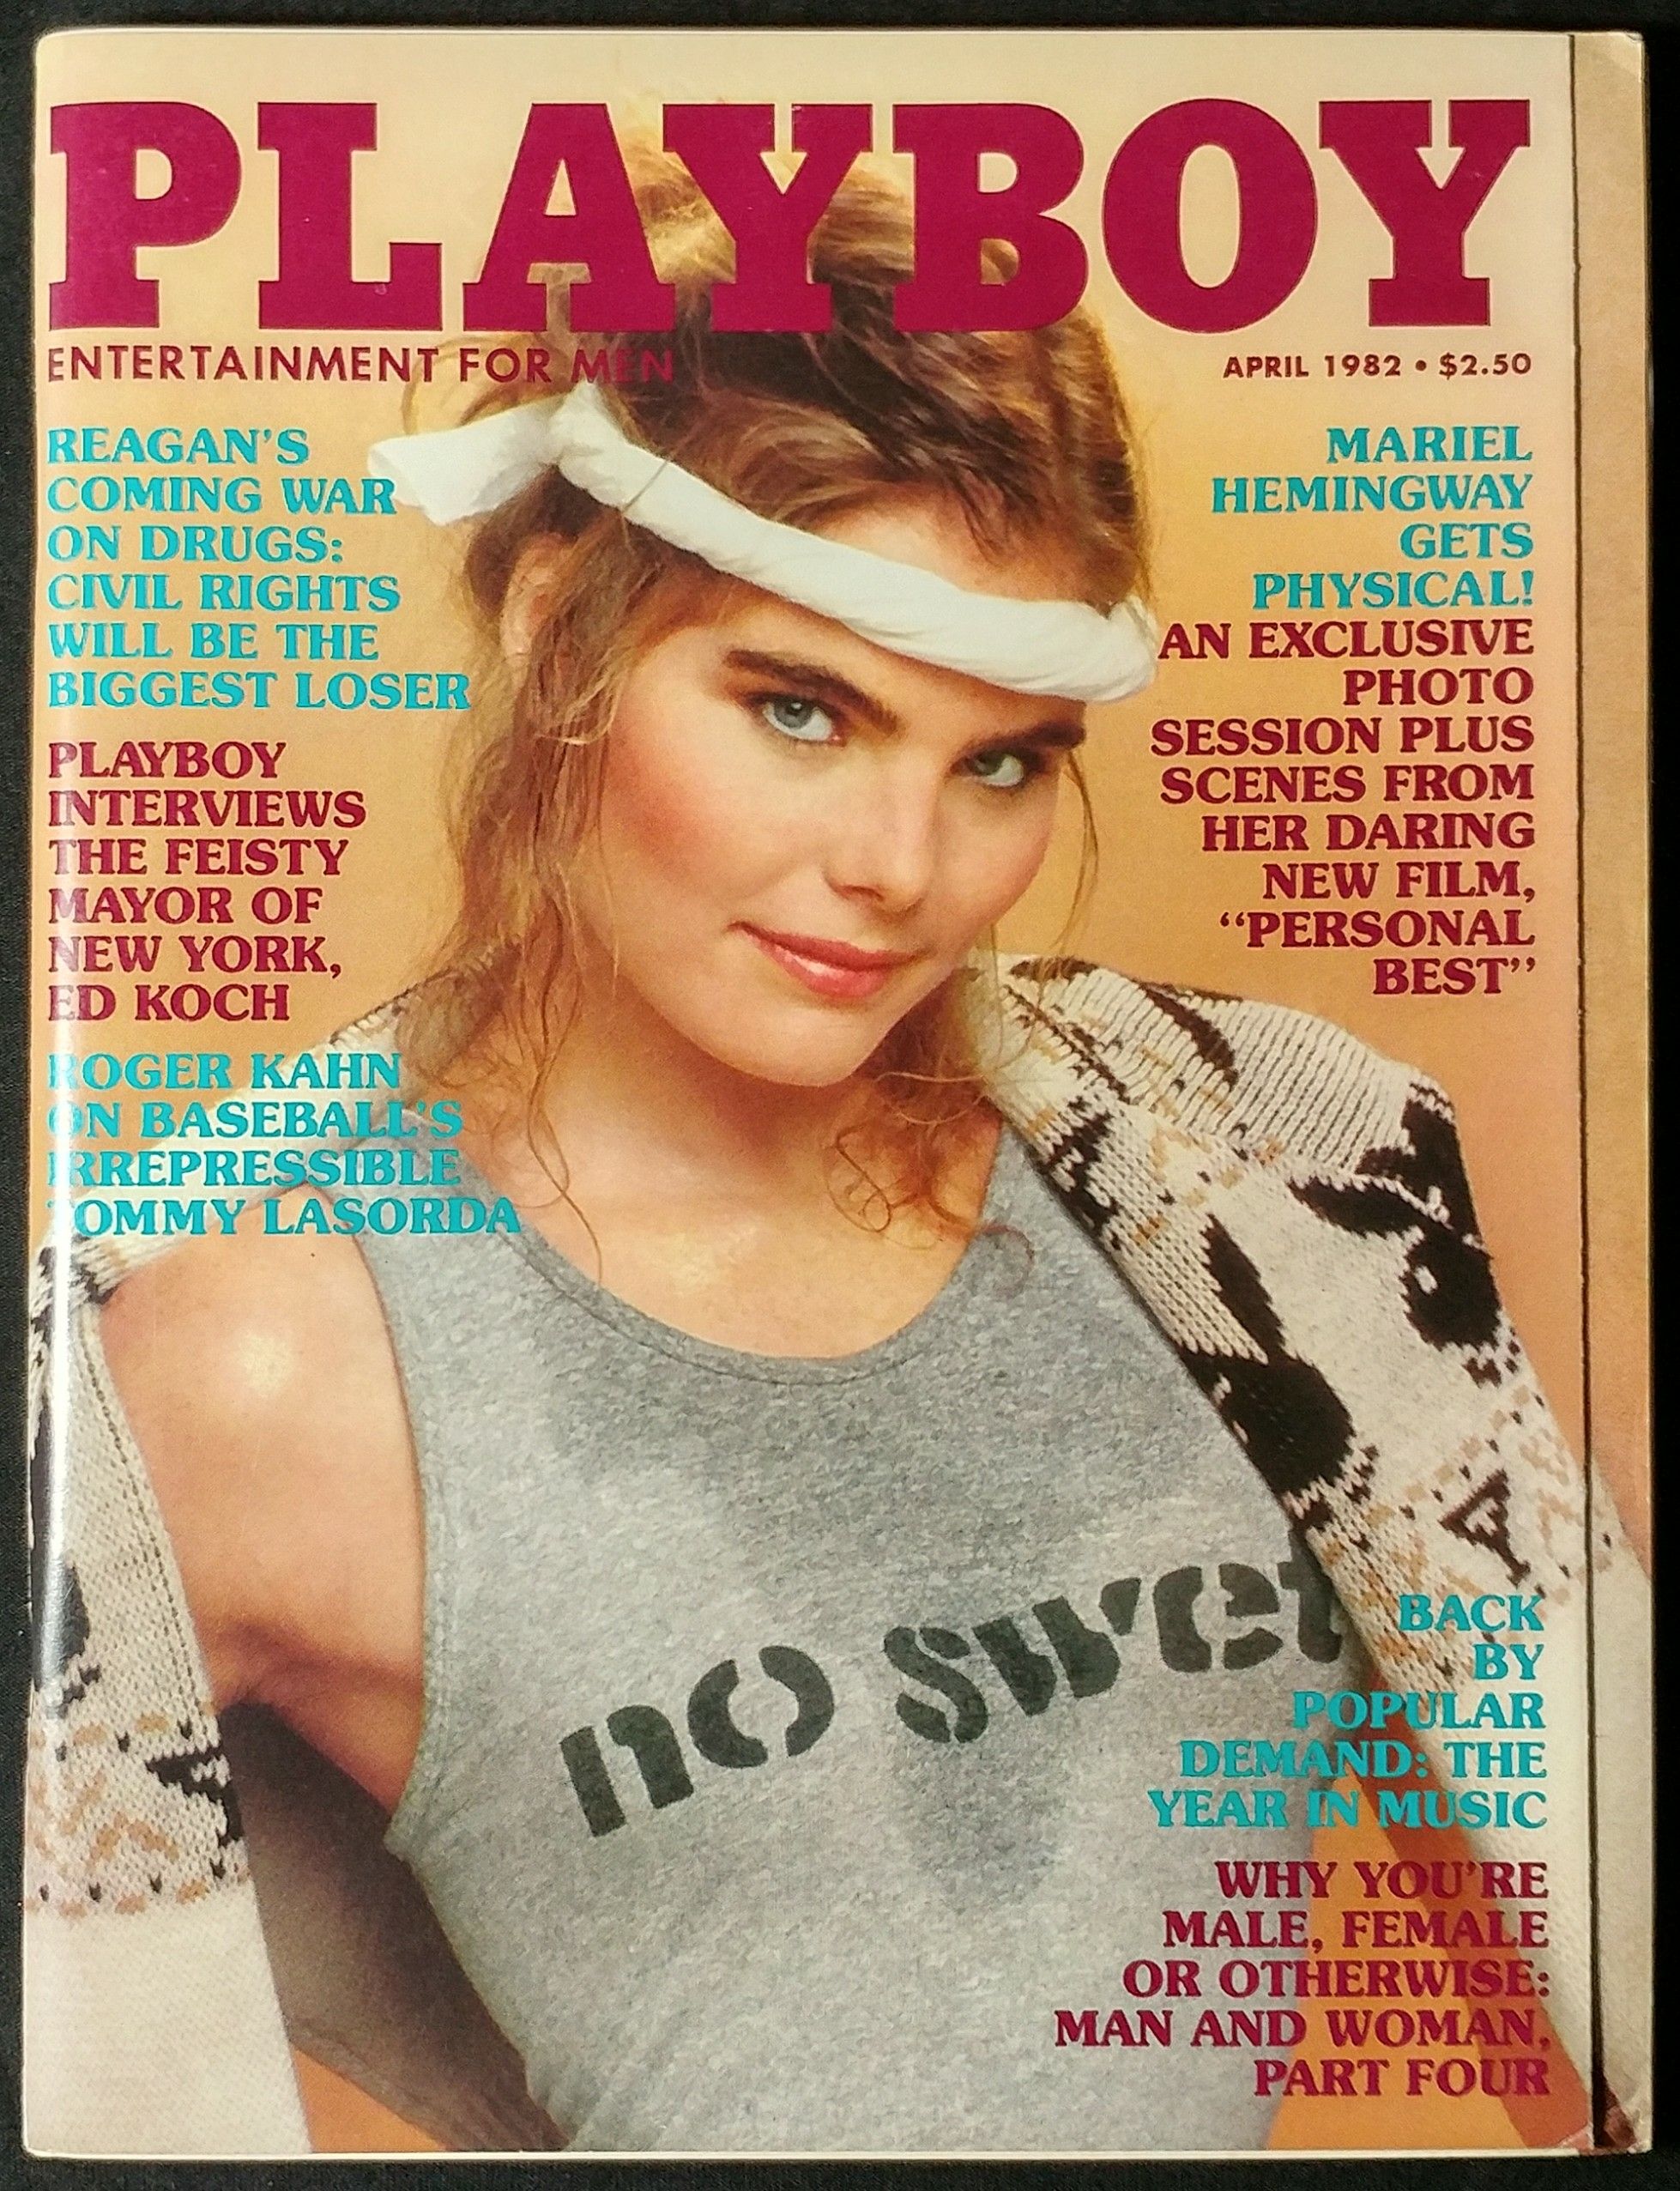 PLAYBOY
ENTERTAINMENT FOR MEN
APRIL 1982 • $2.50
REAGAN'S
COMING WAR
ON DRUGS:
CIVIL RIGHTS
WILL BE THE
BIGGEST LOSER
PLAYBOY
INTERVIEWS
THE FEISTY
MAYOR OF
NEW YORK,
ED KOCH
ROGER KAHN
ON BASEBALL'S
IRREPRESSIBLE
TOMMY LASORDA
MARIEL
HEMINGWAY
GETS
PHYSICAL!
AN EXCLUSIVE
PHOTO
SESSION PLUS
SCENES FROM
HER DARING
NEW FILM,
“PERSONAL
BEST”
no swet
BACK
BY
POPULAR
DEMAND: THE
YEAR IN MUSIC
WHY YOU'RE
MALE, FEMALE
OR OTHERWISE:
MAN AND WOMAN,
PART FOUR